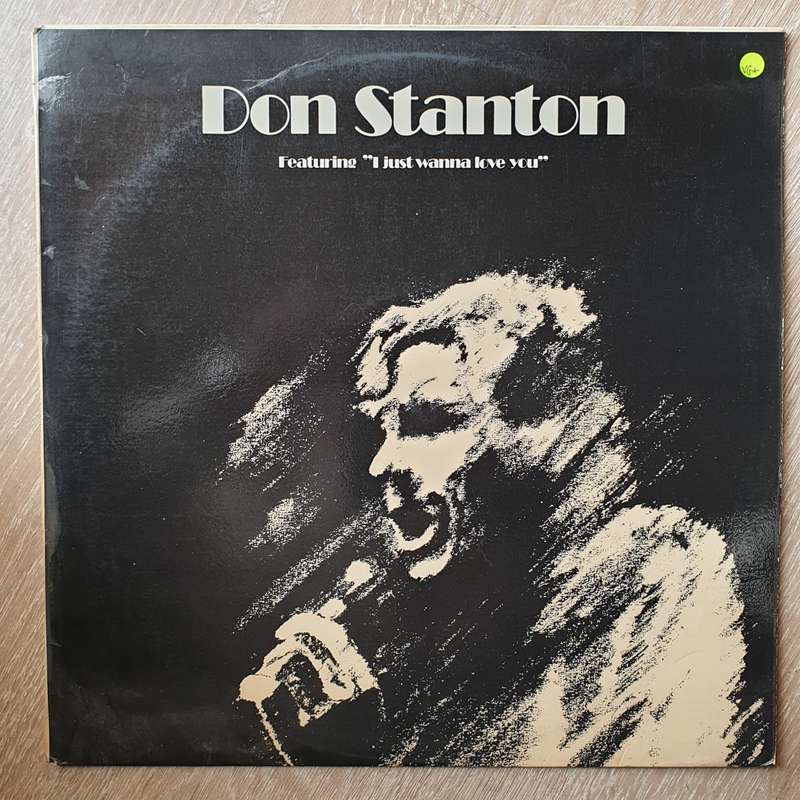 Don Stanton
Featuring "I just wanna love you"
VG+